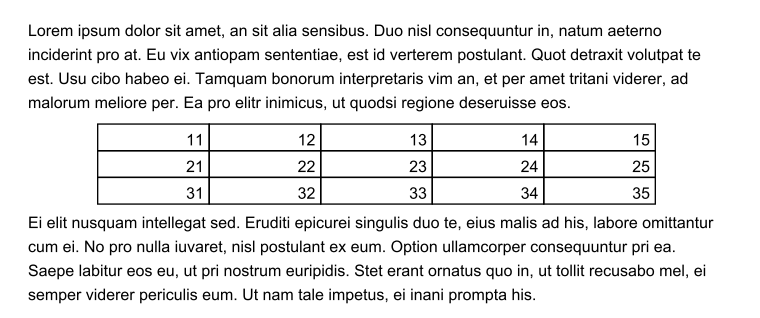 Lorem ipsum dolor sit amet, an sit alia sensibus. Duo nisl consequuntur in, natum aeterno
inciderint pro at. Eu vix antiopam sententiae, est id verterem postulant. Quot detraxit volutpat te
est. Usu cibo habeo ei. Tamquam bonorum interpretaris vim an, et per amet tritani viderer, ad
malorum meliore per. Ea pro elitr inimicus, ut quodsi regione deseruisse eos.
11 12 13 14 15
21 22 23 24 25
31 32 33 34 35
Ei elit nusquam intellegat sed. Eruditi epicurei singulis duo te, eius malis ad his, labore omittantur
cum ei. No pro nulla iuvaret, nisl postulant ex eum. Option ullamcorper consequuntur pri ea.
Saepe labitur eos eu, ut pri nostrum euripidis. Stet erant ornatus quo in, ut tollit recusabo mel, ei
semper viderer periculis eum. Ut nam tale impetus, ei inani prompta his.